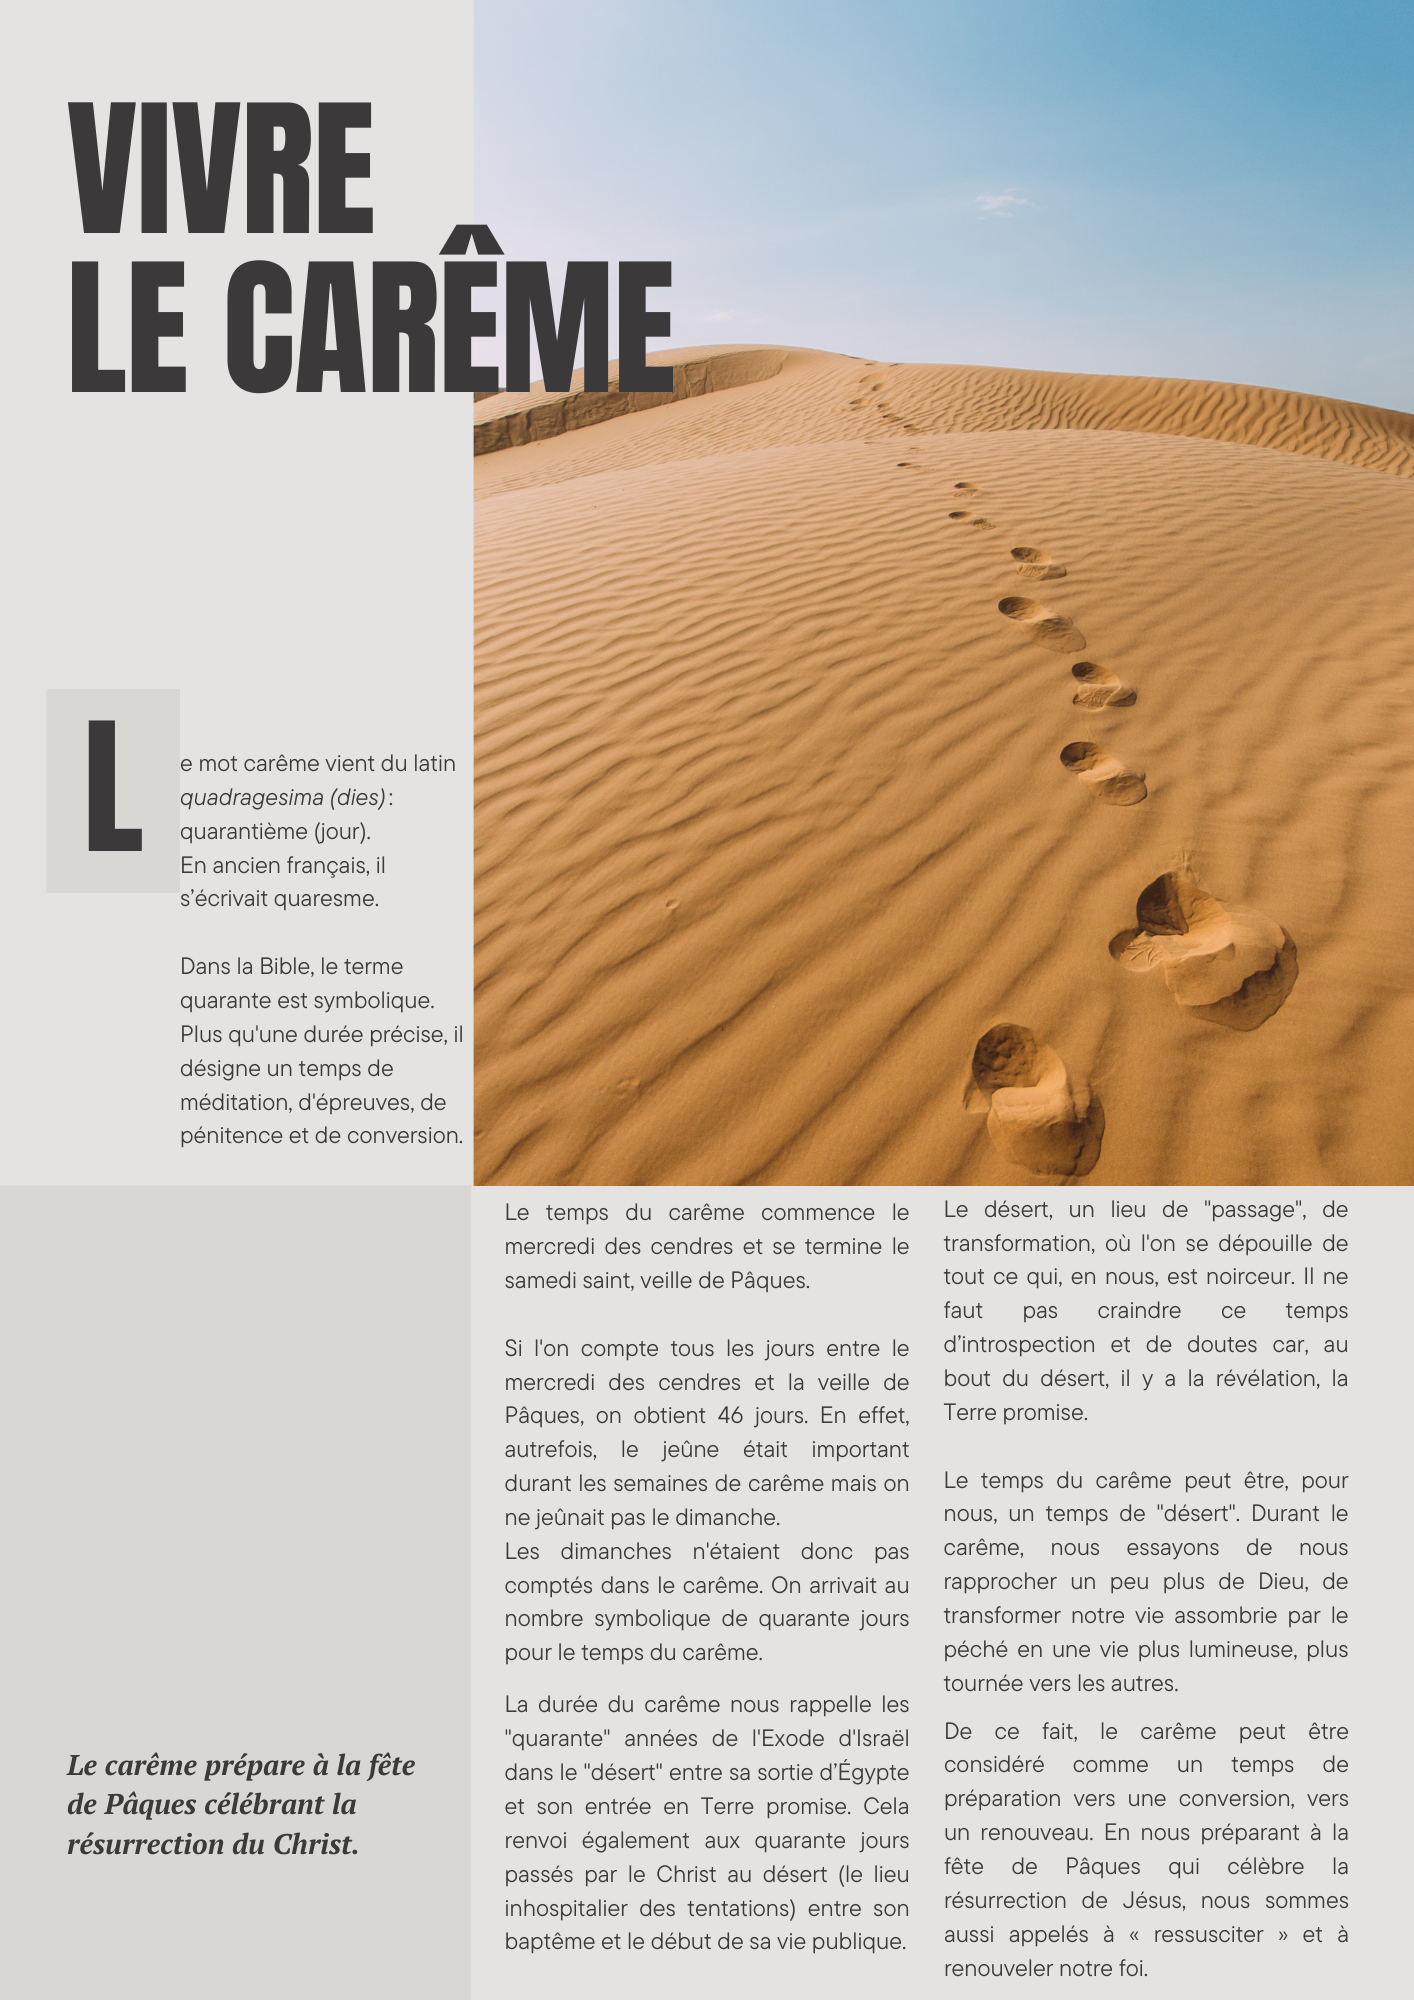 VIVRE
LE CARÊME
Le mot carême vient du latin
quadragesima (dies) :
quarantième (jour).
En ancien français, il
s’écrivait quaresme.
Dans la Bible, le terme
quarante est symbolique.
Plus qu'une durée précise, il
désigne un temps de
méditation, d'épreuves, de
pénitence et de conversion.
Le carême prépare à la fête
de Pâques célébrant la
résurrection du Christ.
Le temps du carême commence le
mercredi des cendres et se termine le
samedi saint, veille de Pâques.
Si l'on compte tous les jours entre le
mercredi des cendres et la veille de
Pâques, on obtient 46 jours. En effet,
autrefois, le jeûne était important
durant les semaines de carême mais on
ne jeûnait pas le dimanche.
Les dimanches n'étaient donc pas
comptés dans le carême. On arrivait au
nombre symbolique de quarante jours
pour le temps du carême.
La durée du carême nous rappelle les
"quarante" années de l'Exode d'Israël
dans le "désert" entre sa sortie d’Égypte
et son entrée en Terre promise. Cela
renvoi également aux quarante jours
passés par le Christ au désert (le lieu
inhospitalier des tentations) entre son
baptême et le début de sa vie publique.
Le désert, un lieu de "passage", de
transformation, où l'on se dépouille de
tout ce qui, en nous, est noirceur. Il ne
faut pas craindre ce temps
d’introspection et de doutes car, au
bout du désert, il y a la révélation, la
Terre promise.
Le temps du carême peut être, pour
nous, un temps de "désert". Durant le
carême, nous essayons de nous
rapprocher un peu plus de Dieu, de
transformer notre vie assombrie par le
péché en une vie plus lumineuse, plus
tournée vers les autres.
De ce fait, le carême peut être
considéré comme un temps de
préparation vers une conversion, vers
un renouveau. En nous préparant à la
fête de Pâques qui célèbre la
résurrection de Jésus, nous sommes
aussi appelés à « ressusciter » et à
renouveler notre foi.